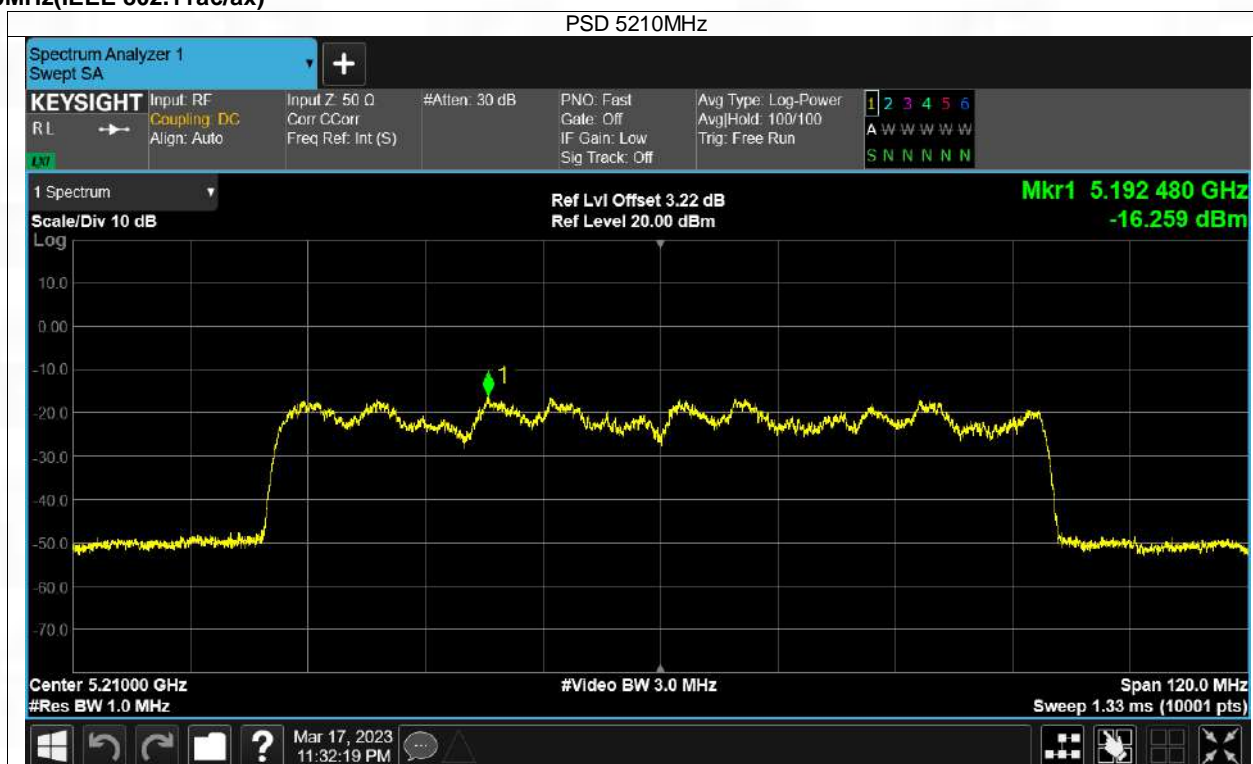 MHz(IEEE 802.11ac/ax)
PSD 5210MHz
Spectrum Analyzer 1
Swept SA
+
KEYSIGHT
RL
LXI
Input: RF
Coupling: DC
Align: Auto
Input Z: 50 Ω
Corr CCorr
Freq Ref: Int (S)
#Atten: 30 dB
PNO: Fast
Gate: Off
IF Gain: Low
Sig Track: Off
Avg Type: Log-Power
Avg|Hold: 100/100
Trig: Free Run
1 2 3 4 5 6
A W W W W W
S N N N N N
1 Spectrum
Scale/Div 10 dB
Log
Ref Lvl Offset 3.22 dB
Ref Level 20.00 dBm
Mkr1 5.192 480 GHz
-16.259 dBm
10.0
0.00
-10.0
-20.0
-30.0
-40.0
-50.0
-60.0
-70.0
1
Center 5.21000 GHz
#Res BW 1.0 MHz
#Video BW 3.0 MHz
Span 120.0 MHz
Sweep 1.33 ms (10001 pts)
?
Mar 17, 2023
11:32:19 PM